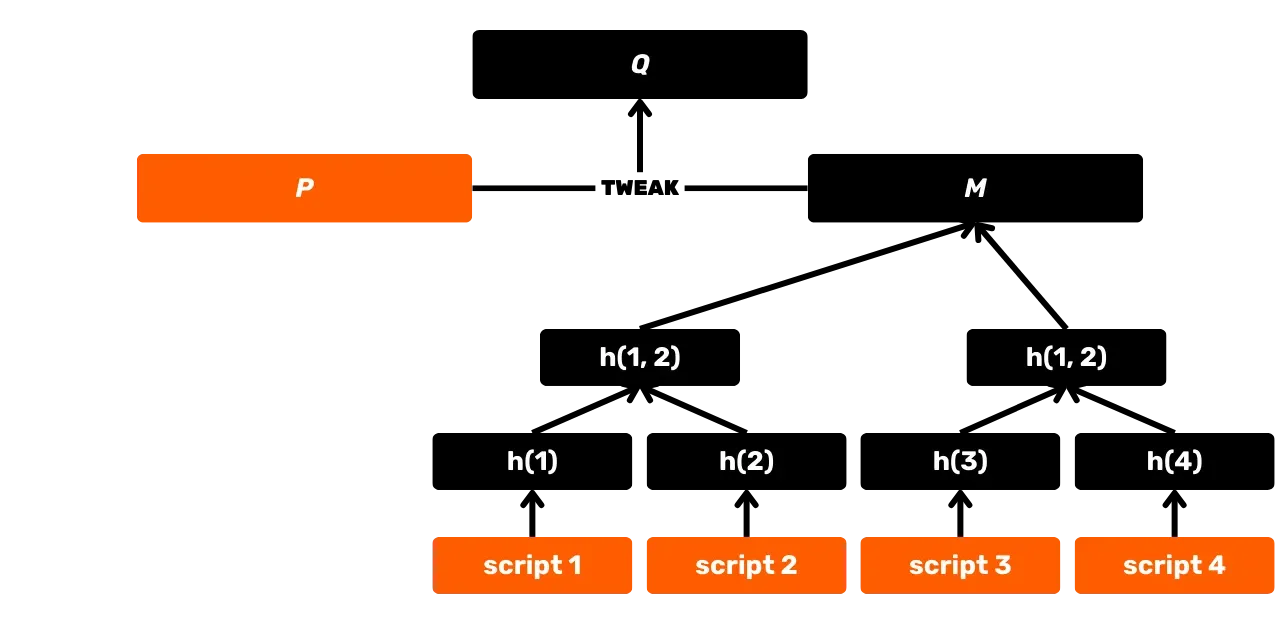 Q
P
TWEAK
M
h(1, 2)
h(1, 2)
h(1)
h(2)
h(3)
h(4)
script 1
script 2
script 3
script 4